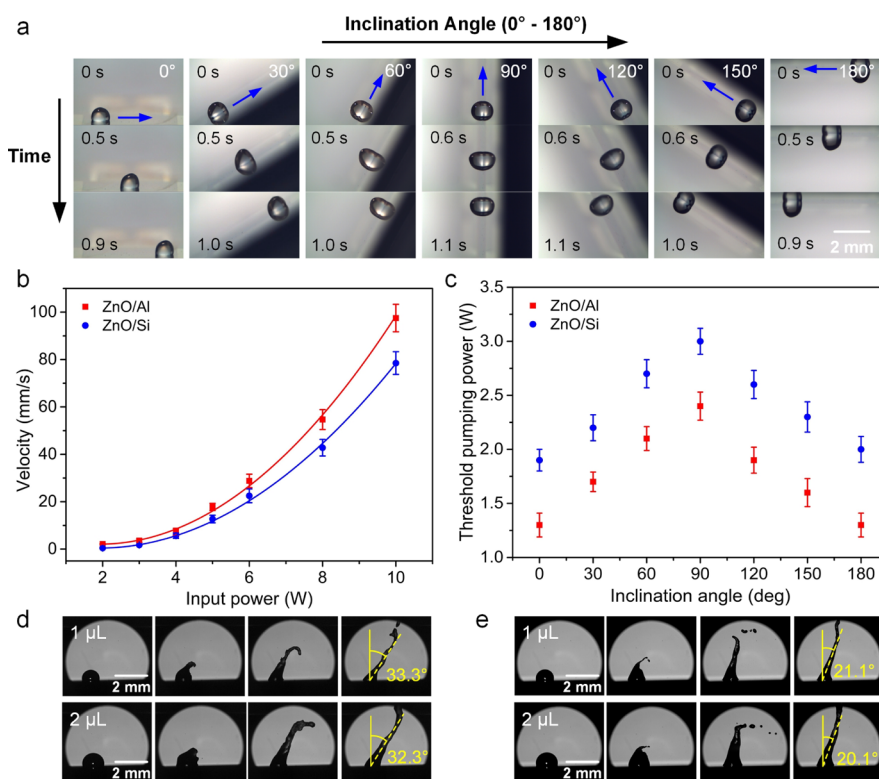 a
Inclination Angle (0° - 180°)
0 s 0° 0 s 30° 0 s 60° 0 s 90° 0 s 120° 0 s 150° 0 s 180°
Time
0.5 s 0.5 s 0.5 s 0.6 s 0.6 s 0.6 s 0.5 s
0.9 s 1.0 s 1.0 s 1.1 s 1.1 s 1.0 s 0.9 s
2 mm
b
ZnO/Al
ZnO/Si
Velocity (mm/s)
100
80
60
40
20
0
2 4 6 8 10
Input power (W)
c
ZnO/Al
ZnO/Si
Threshold pumping power (W)
3.5
3.0
2.5
2.0
1.5
1.0
0 30 60 90 120 150 180
Inclination angle (deg)
d
1 µL
2 mm
33.3°
2 µL
2 mm
32.3°
e
1 µL
2 mm
21.1°
2 µL
2 mm
20.1°